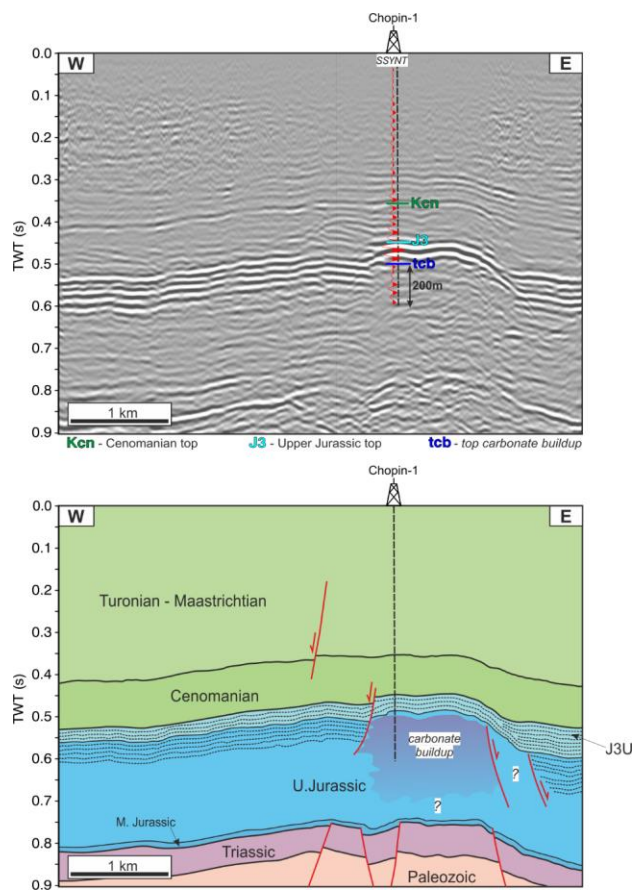 Chopin-1
W
SSYNT
E
0.0
0.1
0.2
0.3
0.4
0.5
0.6
0.7
0.8
0.9
TWT (s)
Kcn
J3
tcb
200m
1 km
Kcn - Cenomanian top
J3 - Upper Jurassic top
tcb - top carbonate buildup
Chopin-1
W
E
0.0
0.1
0.2
0.3
0.4
0.5
0.6
0.7
0.8
0.9
TWT (s)
Turonian - Maastrichtian
Cenomanian
carbonate
buildup
J3U
?
U.Jurassic
?
M. Jurassic
Triassic
1 km
Paleozoic